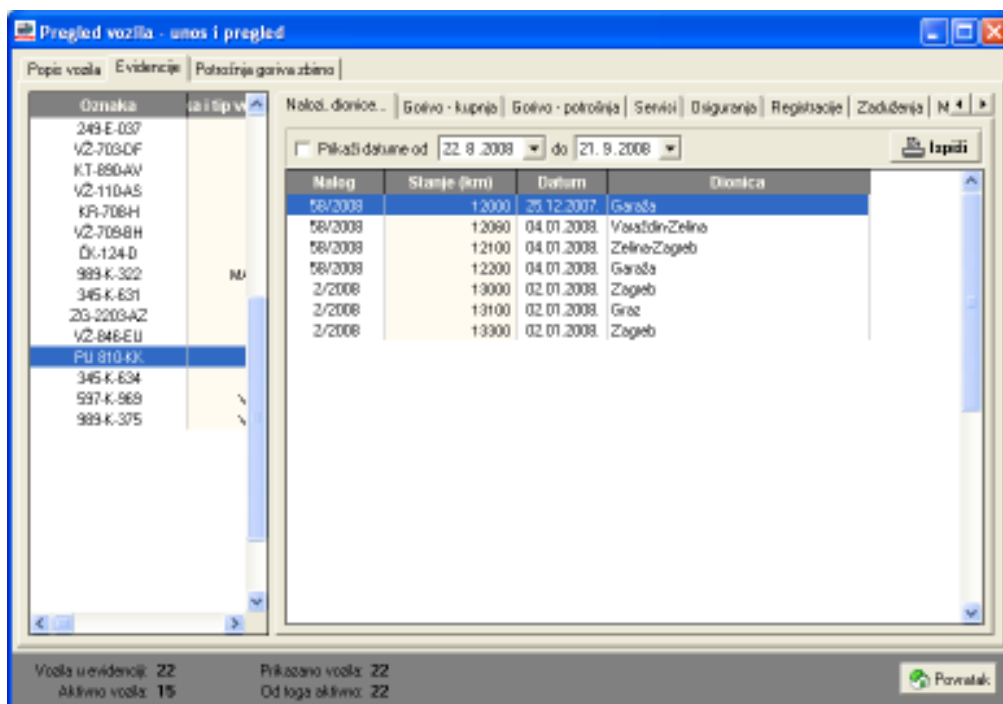 Pregled vozila - unos i pregled
Popis vozila Evidencije Potrošnja goriva zbirno
Oznaka ka i tip v
249-E-037
VŽ-703-DF
KT-890-AV
VŽ-110-AS
KR-708-H
VŽ-709-BH
ČK-124-D
989-K-322
345-K-631
ZG-2203-AZ
VŽ-846-EU
PU-810-KK
345-K-634
597-K-969
989-K-375
Nalozi, dionice... Gorivo - kupnja Gorivo - potrošnja Servisi Osiguranja Registracije Zaduženja
Prikaži datume od 22. 8 .2008 do 21. 9 .2008 Ispiši
Nalog Stanje (km) Datum Dionica
58/2008 12000 25.12.2007. Garaža
58/2008 12060 04.01.2008. Varaždin-Zelina
58/2008 12100 04.01.2008. Zelina-Zagreb
58/2008 12200 04.01.2008. Garaža
2/2008 13000 02.01.2008. Zagreb
2/2008 13100 02.01.2008. Graz
2/2008 13300 02.01.2008. Zagreb
Vozila u evidenciji: 22 Prikazano vozila: 22
Aktivno vozila: 15 Od toga aktivno: 22
Povratak